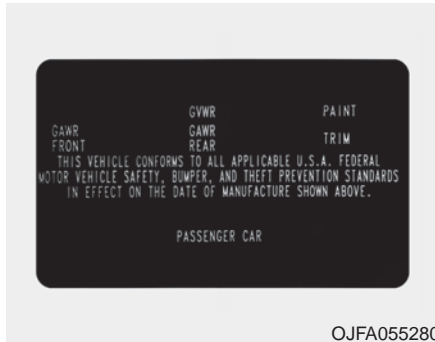 GVWR PAINT
GAWR FRONT GAWR REAR TRIM
THIS VEHICLE CONFORMS TO ALL APPLICABLE U.S.A. FEDERAL
MOTOR VEHICLE SAFETY, BUMPER, AND THEFT PREVENTION STANDARDS
IN EFFECT ON THE DATE OF MANUFACTURE SHOWN ABOVE.
PASSENGER CAR
OJFA055280